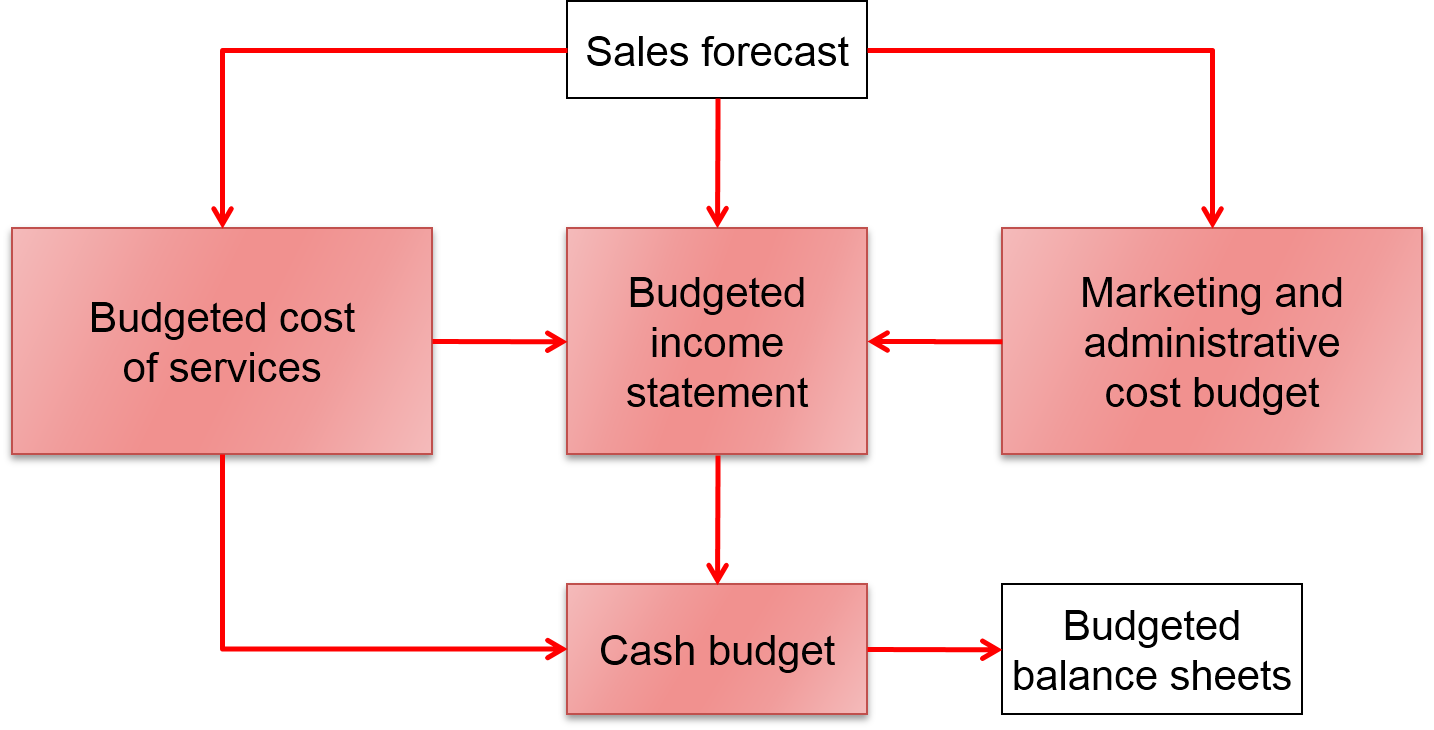 Sales forecast
Budgeted cost
of services
Budgeted
income
statement
Marketing and
administrative
cost budget
Cash budget
Budgeted
balance sheets